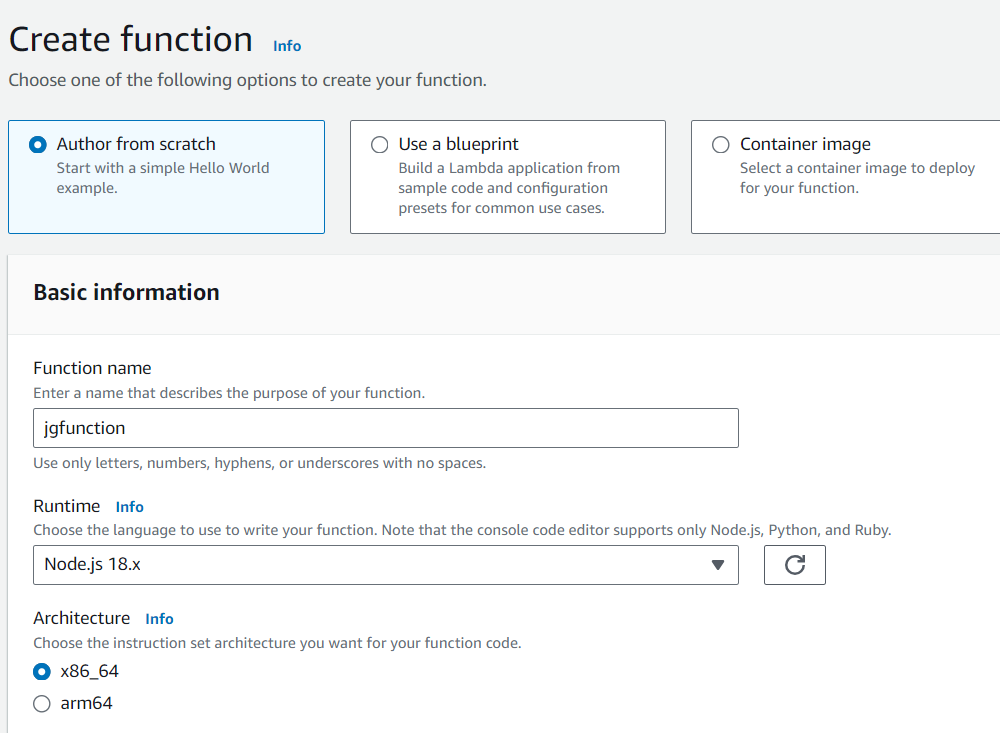 Create function Info
Choose one of the following options to create your function.
Author from scratch
Start with a simple Hello World
example.
Use a blueprint
Build a Lambda application from
sample code and configuration
presets for common use cases.
Container image
Select a container image to deploy
for your function.
Basic information
Function name
Enter a name that describes the purpose of your function.
jgfunction
Use only letters, numbers, hyphens, or underscores with no spaces.
Runtime Info
Choose the language to use to write your function. Note that the console code editor supports only Node.js, Python, and Ruby.
Node.js 18.x
Architecture Info
Choose the instruction set architecture you want for your function code.
x86_64
arm64